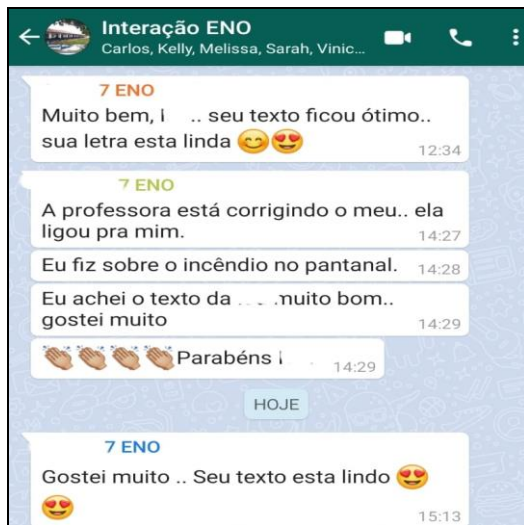 Interação ENO
Carlos, Kelly, Melissa, Sarah, Vinic...
7 ENO
Muito bem, .. seu texto ficou ótimo..
sua letra esta linda 😊😍
12:34
7 ENO
A professora está corrigindo o meu.. ela
ligou pra mim.
14:27
Eu fiz sobre o incêndio no pantanal.
14:28
Eu achei o texto da muito bom..
gostei muito
14:29
👏🏽👏🏽👏🏽👏🏽Parabéns
14:29
HOJE
7 ENO
Gostei muito .. Seu texto esta lindo 😍
😍
15:13